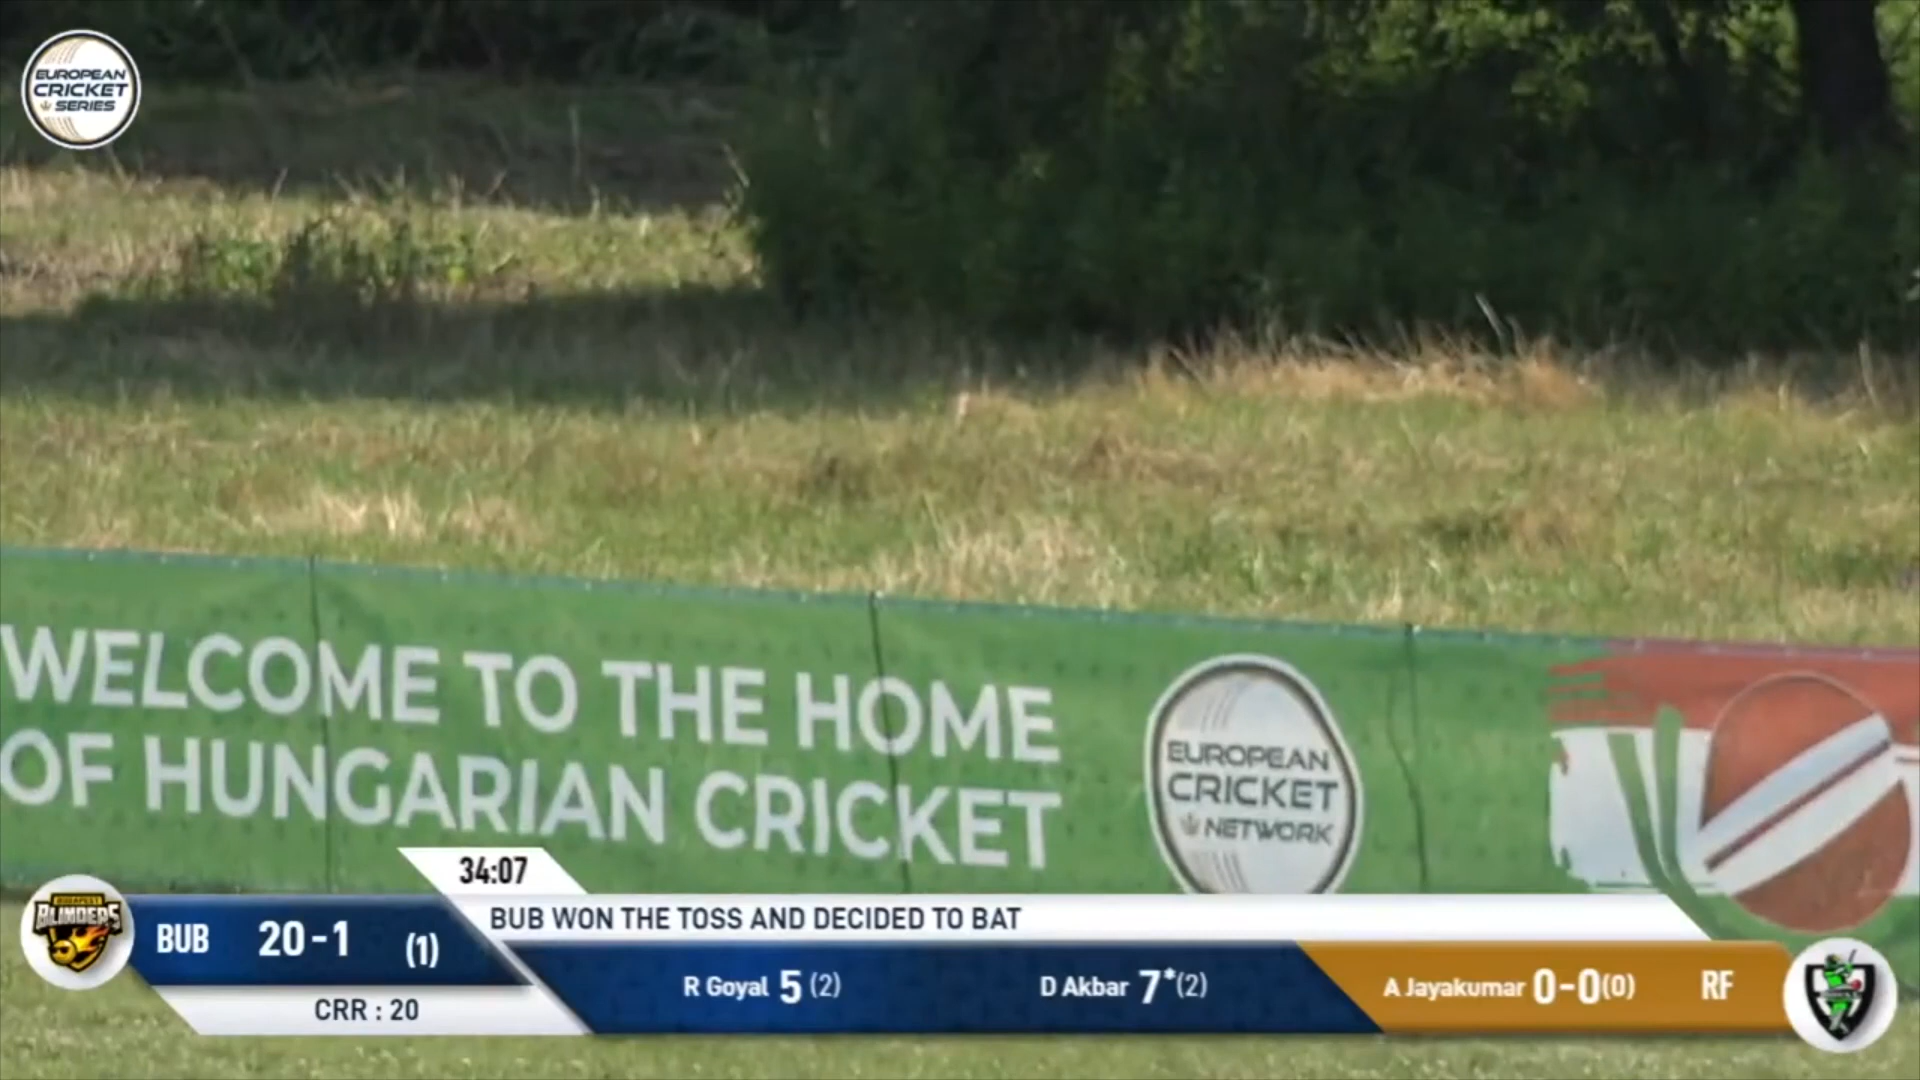 EUROPEAN
CRICKET
SERIES
WELCOME TO THE HOME
OF HUNGARIAN CRICKET
EUROPEAN
CRICKET
NETWORK
34:07
BUB WON THE TOSS AND DECIDED TO BAT
BUDAPEST
BLINDERS
BUB 20-1 (1)
R Goyal 5 (2) D Akbar 7*(2) A Jayakumar 0-0(0) RF
CRR : 20